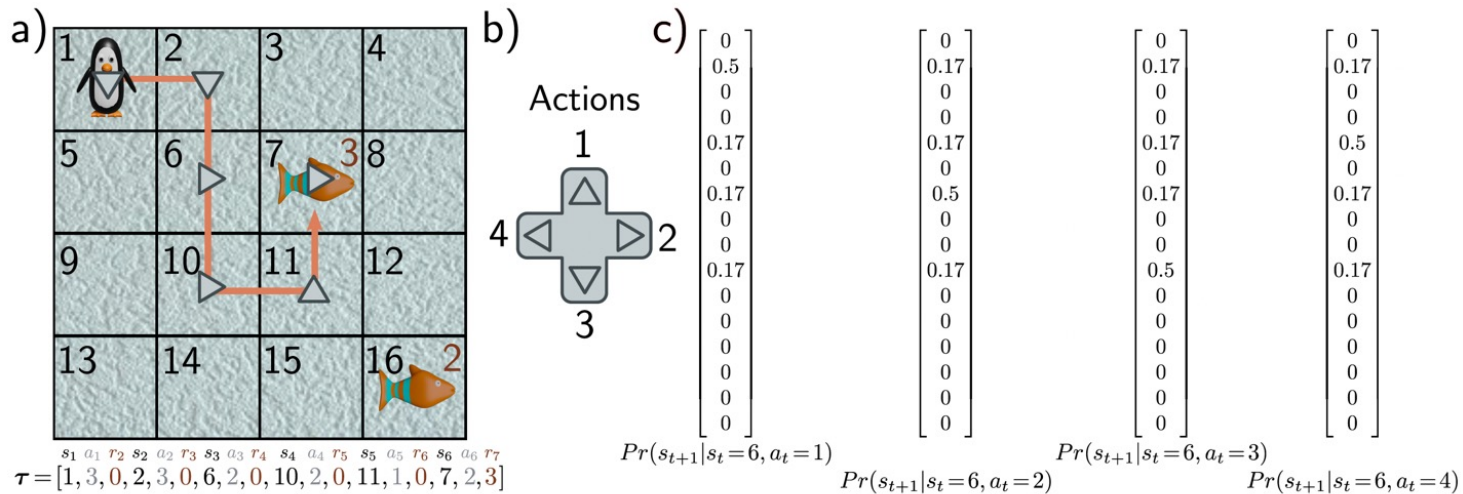 a)
1 2 3 4
5 6 7 3 8
9 10 11 12
13 14 15 16 2
s₁ a₁ r₂ s₂ a₂ r₃ s₃ a₃ r₄ s₄ a₄ r₅ s₅ a₅ r₆ s₆ a₆ r₇
τ = [1, 3, 0, 2, 3, 0, 6, 2, 0, 10, 2, 0, 11, 1, 0, 7, 2, 3]
b)
Actions
1
4 2
3
c)
0 0 0 0
0.5 0.17 0.17 0.17
0 0 0 0
0 0 0 0
0.17 0.17 0.17 0.5
0 0 0 0
0.17 0.5 0.17 0.17
0 0 0 0
0 0 0 0
0.17 0.17 0.5 0.17
0 0 0 0
0 0 0 0
0 0 0 0
0 0 0 0
0 0 0 0
0 0 0 0
Pr(sₜ₊₁|sₜ=6, aₜ=1)
Pr(sₜ₊₁|sₜ=6, aₜ=2)
Pr(sₜ₊₁|sₜ=6, aₜ=3)
Pr(sₜ₊₁|sₜ=6, aₜ=4)